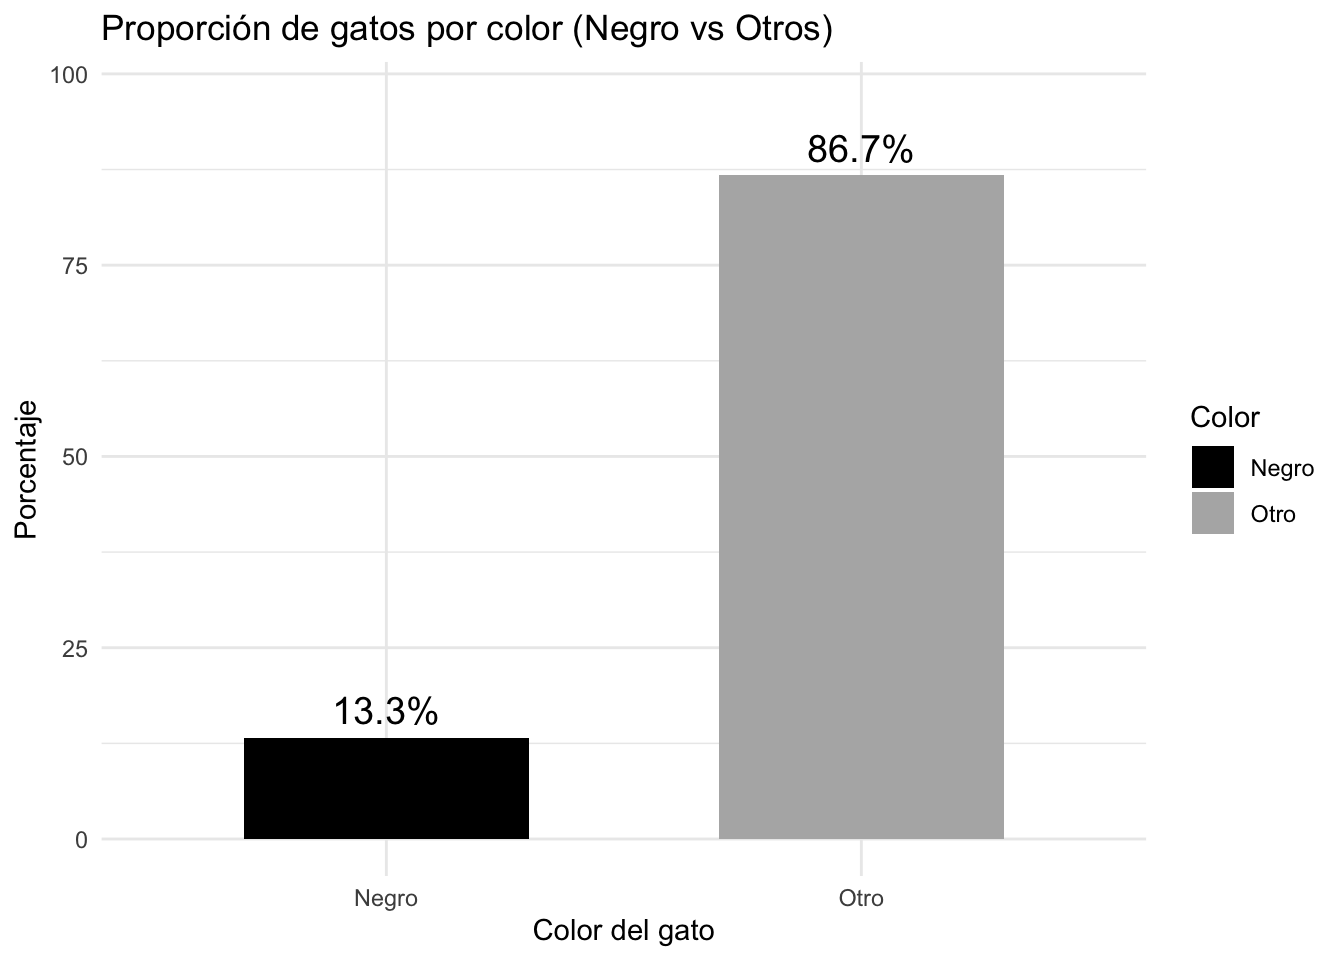 Proporción de gatos por color (Negro vs Otros)
100
75
50
25
0
Porcentaje
13.3%
86.7%
Negro
Otro
Color del gato
Color
Negro
Otro